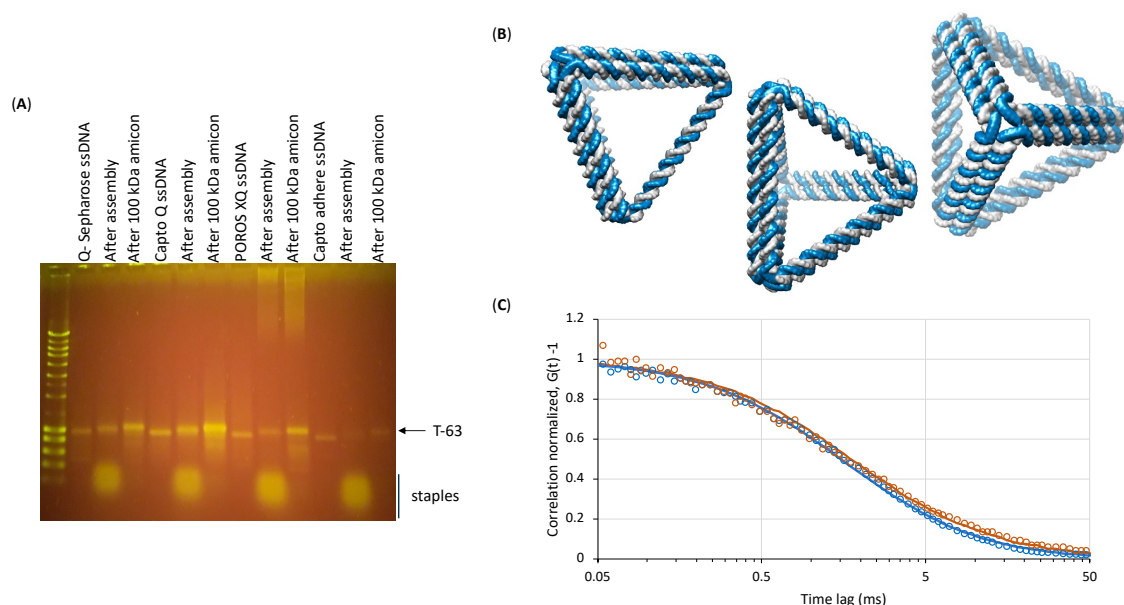 (A)
Q- Sepharose ssDNA
After assembly
After 100 kDa amicon
Capto Q ssDNA
After assembly
After 100 kDa amicon
POROS XQ ssDNA
After assembly
After 100 kDa amicon
Capto adhere ssDNA
After assembly
After 100 kDa amicon
T-63
staples
(B)
(C)
Correlation normalized, G(t) -1
1.2
1
0.8
0.6
0.4
0.2
0
0.05
0.5
5
50
Time lag (ms)